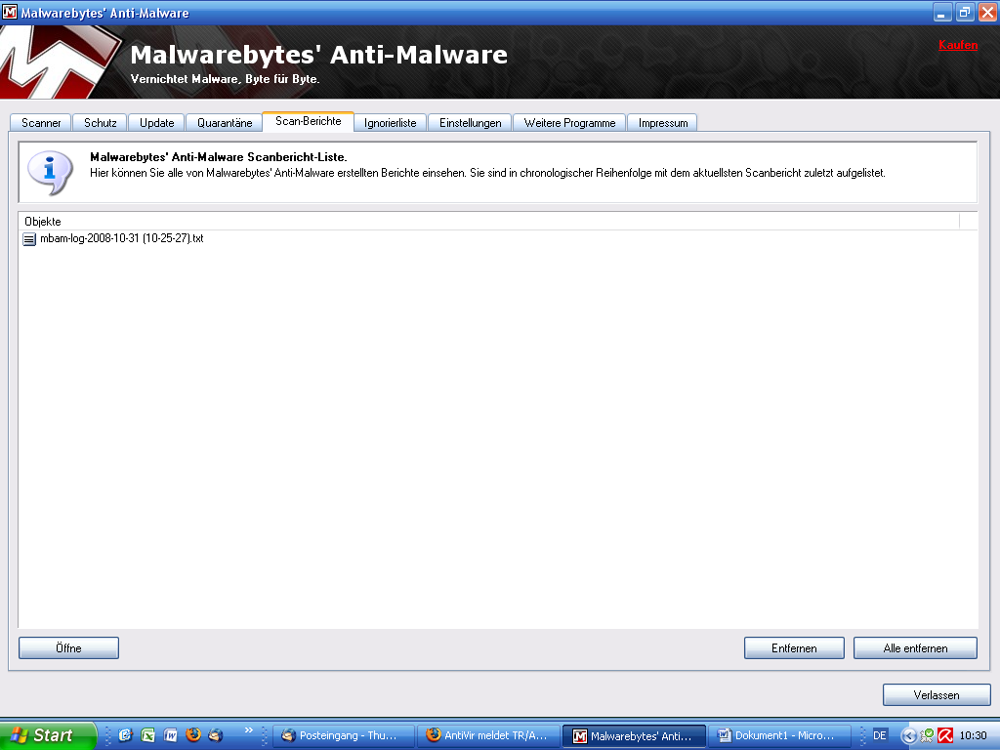 Malwarebytes' Anti-Malware
Malwarebytes' Anti-Malware
Kaufen
Vernichtet Malware, Byte für Byte.
Scanner Schutz Update Quarantäne Scan-Berichte Ignorierliste Einstellungen Weitere Programme Impressum
Malwarebytes' Anti-Malware Scanbericht-Liste.
Hier können Sie alle von Malwarebytes' Anti-Malware erstellten Berichte einsehen. Sie sind in chronologischer Reihenfolge mit dem aktuellsten Scanbericht zuletzt aufgelistet.
Objekte
mbam-log-2008-10-31 (10-25-27).txt
Öffne Entfernen Alle entfernen
Verlassen
Start » Posteingang - Thu... AntiVir meldet TR/A... Malwarebytes' Anti... Dokument1 - Micro... DE 10:30